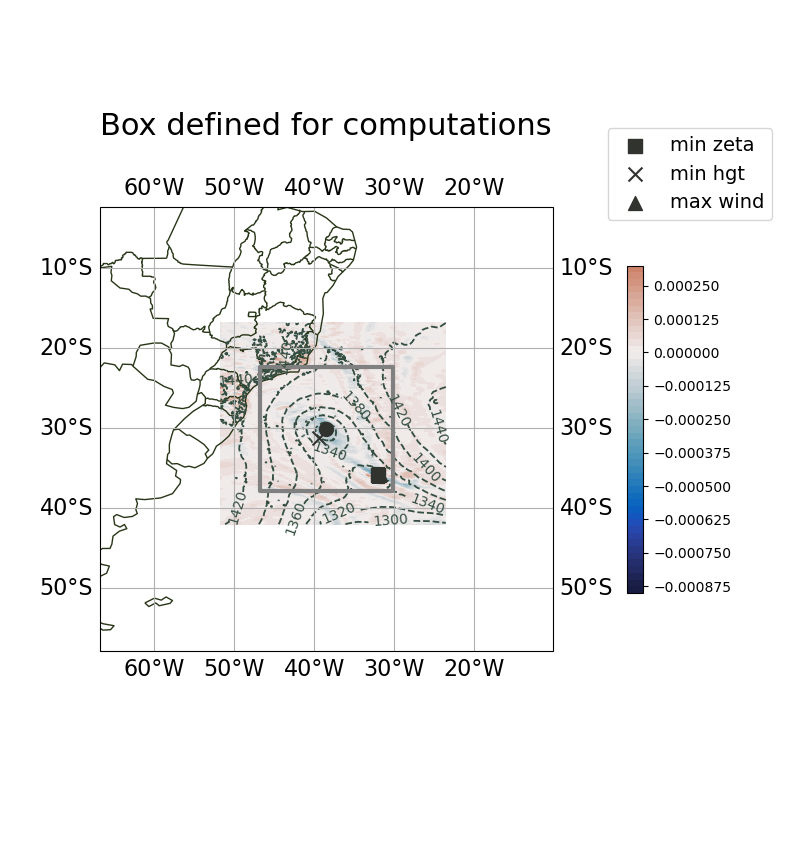 Box defined for computations
min zeta
min hgt
max wind
60°W 50°W 40°W 30°W 20°W
10°S 10°S
20°S 20°S
30°S 30°S
40°S 40°S
50°S 50°S
60°W 50°W 40°W 30°W 20°W
1440
1380
1420
1440
1340
1400
1420
1360
1320
1300
1340
0.000250
0.000125
0.000000
−0.000125
−0.000250
−0.000375
−0.000500
−0.000625
−0.000750
−0.000875